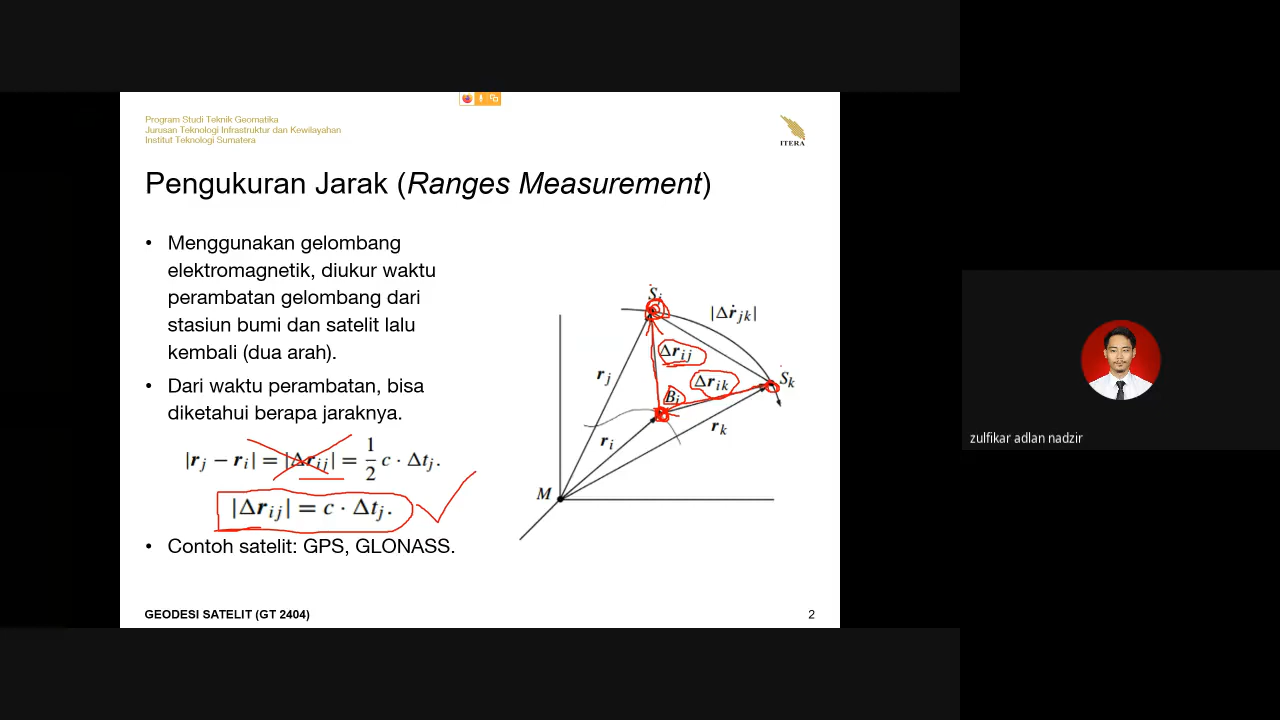 Program Studi Teknik Geomatika
Jurusan Teknologi Infrastruktur dan Kewilayahan
Institut Teknologi Sumatera
ITERA
Pengukuran Jarak (Ranges Measurement)
• Menggunakan gelombang
elektromagnetik, diukur waktu
perambatan gelombang dari
stasiun bumi dan satelit lalu
kembali (dua arah).
• Dari waktu perambatan, bisa
diketahui berapa jaraknya.
|r_j − r_i| = |Δr_ij| = 1/2 c · Δt_j.
|Δr_ij| = c · Δt_j.
• Contoh satelit: GPS, GLONASS.
S_j
|Δṙ_jk|
Δr_ij
r_j
Δr_ik
S_k
B_i
r_k
r_i
M
GEODESI SATELIT (GT 2404)
2
zulfikar adlan nadzir